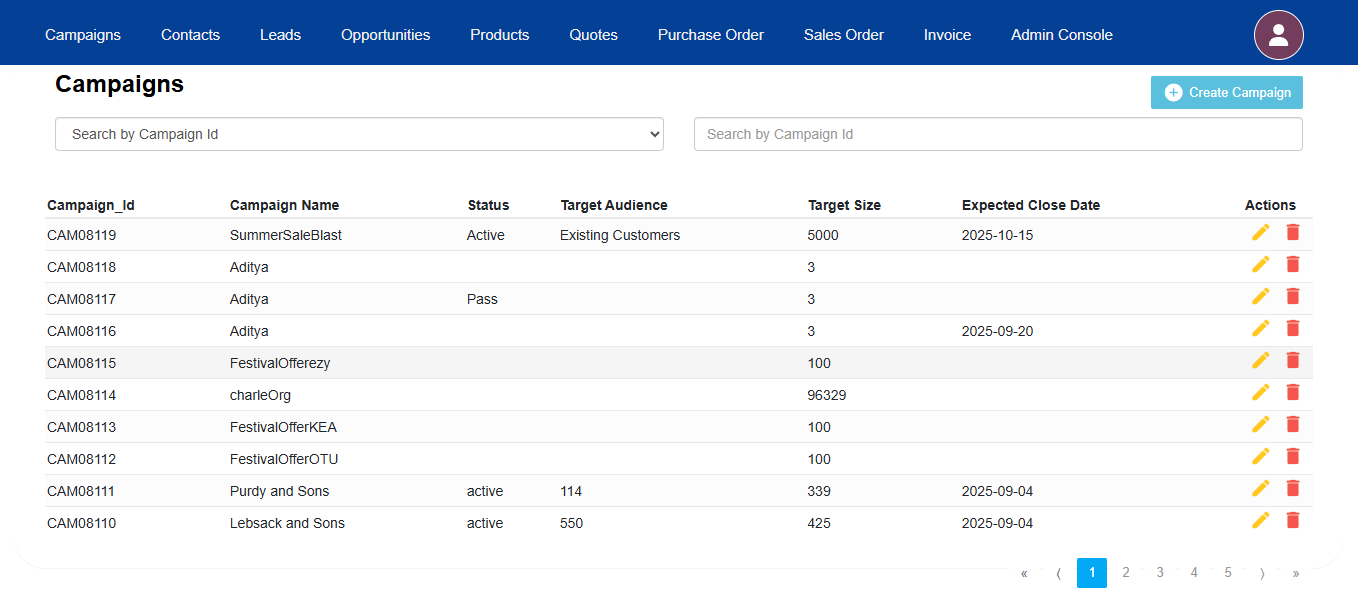 Campaigns Contacts Leads Opportunities Products Quotes Purchase Order Sales Order Invoice Admin Console
Campaigns
Create Campaign
Search by Campaign Id Search by Campaign Id
Campaign_Id Campaign Name Status Target Audience Target Size Expected Close Date Actions
CAM08119 SummerSaleBlast Active Existing Customers 5000 2025-10-15
CAM08118 Aditya 3
CAM08117 Aditya Pass 3
CAM08116 Aditya 3 2025-09-20
CAM08115 FestivalOfferezy 100
CAM08114 charleOrg 96329
CAM08113 FestivalOfferKEA 100
CAM08112 FestivalOfferOTU 100
CAM08111 Purdy and Sons active 114 339 2025-09-04
CAM08110 Lebsack and Sons active 550 425 2025-09-04
« ⟨ 1 2 3 4 5 ⟩ »